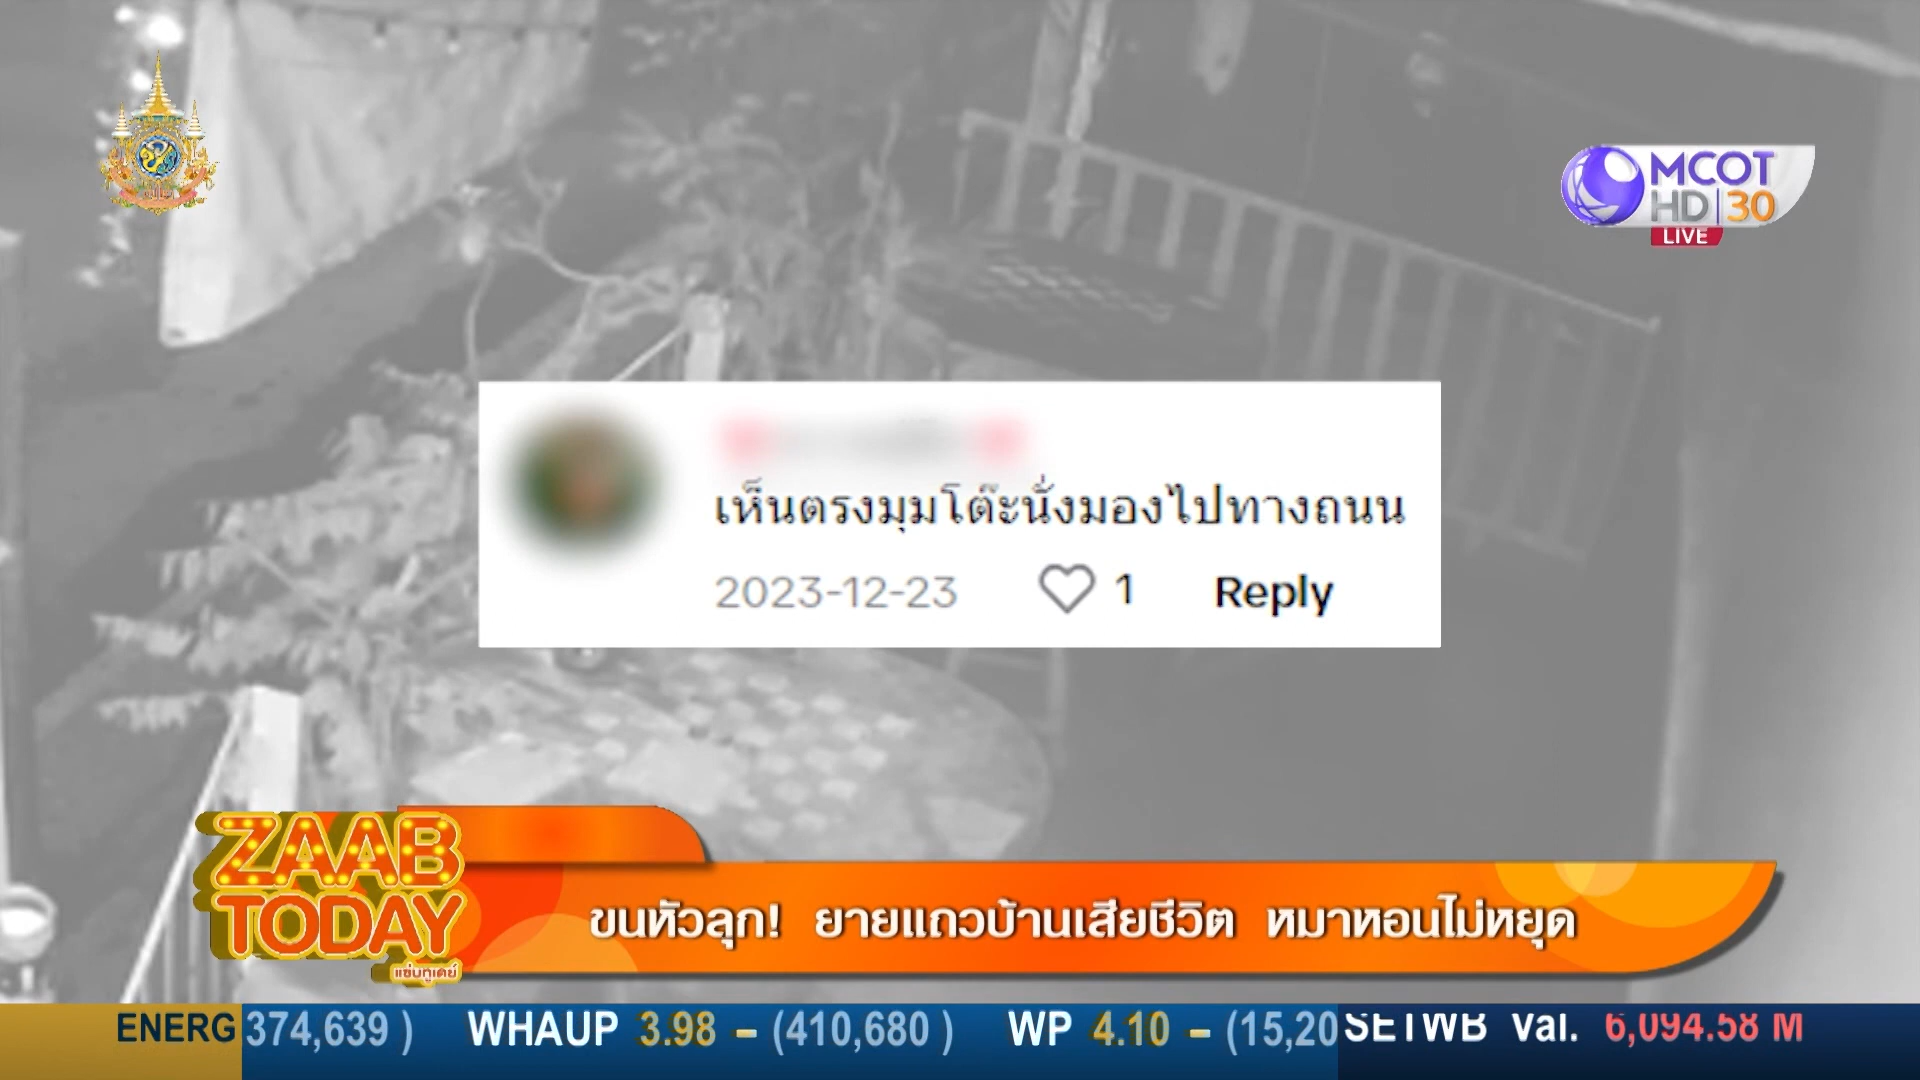 MCOT
HD 30
LIVE
เห็นตรงมุมโต๊ะนั่งมองไปทางถนน
2023-12-23 1 Reply
ZAAB
TODAY
แซ่บทูเดย์
ขนหัวลุก! ยายแถวบ้านเสียชีวิต หมาหอนไม่หยุด
ENERG 374,639 ) WHAUP 3.98 – (410,680 ) WP 4.10 – (15,20 SETWB Val. 6,094.58 M